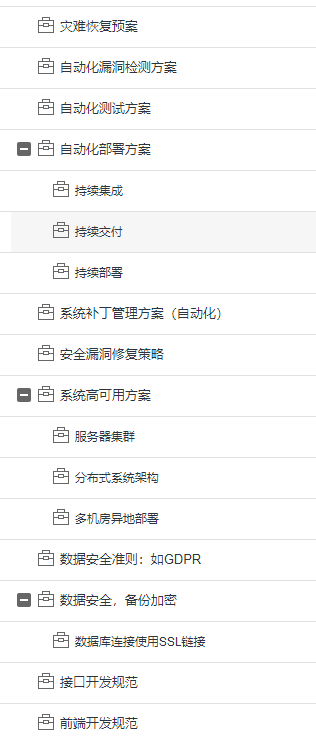 灾难恢复预案
自动化漏洞检测方案
自动化测试方案
自动化部署方案
持续集成
持续交付
持续部署
系统补丁管理方案（自动化）
安全漏洞修复策略
系统高可用方案
服务器集群
分布式系统架构
多机房异地部署
数据安全准则：如GDPR
数据安全，备份加密
数据库连接使用SSL链接
接口开发规范
前端开发规范